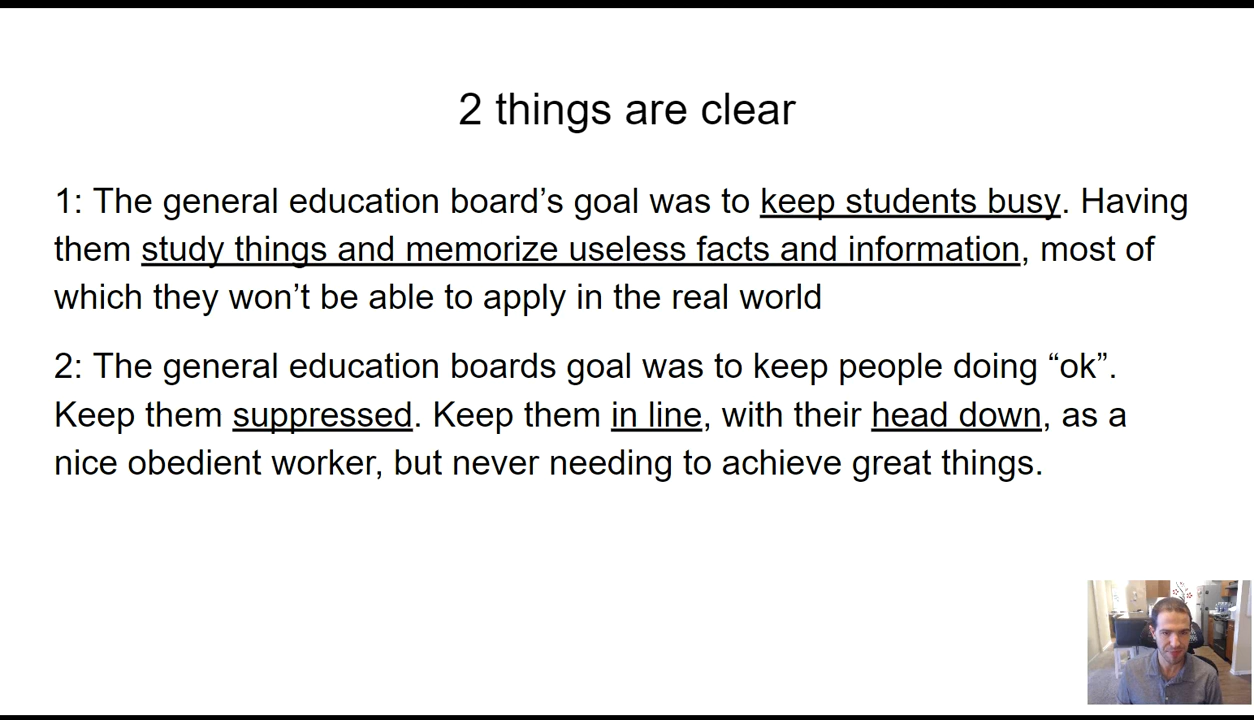 2 things are clear
1: The general education board’s goal was to keep students busy. Having
them study things and memorize useless facts and information, most of
which they won’t be able to apply in the real world
2: The general education boards goal was to keep people doing “ok”.
Keep them suppressed. Keep them in line, with their head down, as a
nice obedient worker, but never needing to achieve great things.